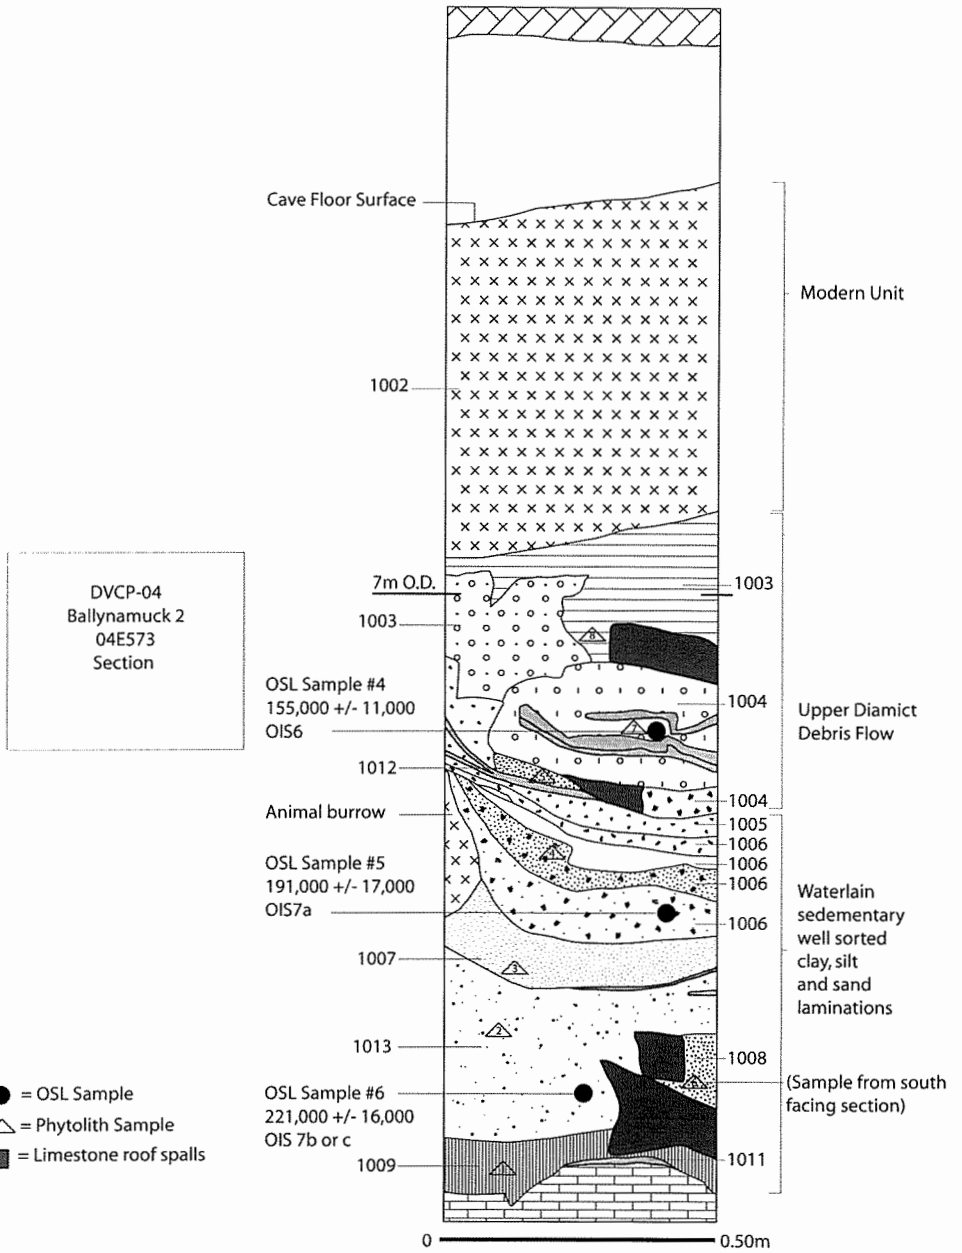 Cave Floor Surface
Modern Unit
1002
DVCP-04
Ballynamuck 2
04E573
Section
7m O.D.
1003
1003
8
OSL Sample #4
155,000 +/- 11,000
OIS6
1004
Upper Diamict
Debris Flow
7
1012
1004
Animal burrow
1005
1006
1006
1006
OSL Sample #5
191,000 +/- 17,000
OIS7a
1006
Waterlain
sedementary
well sorted
clay, silt
and sand
laminations
1007
3
2
1013
1008
(Sample from south
facing section)
= OSL Sample
= Phytolith Sample
= Limestone roof spalls
OSL Sample #6
221,000 +/- 16,000
OIS 7b or c
1009
1011
0
0.50m